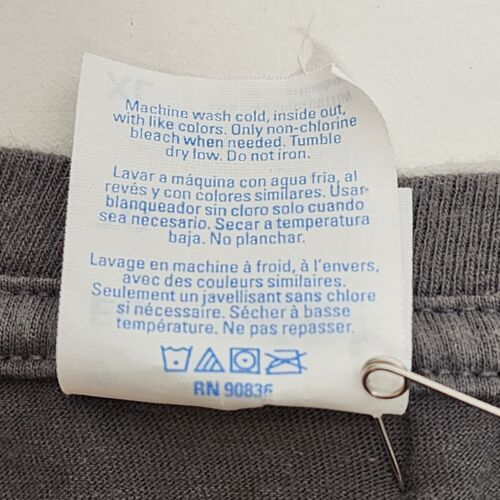 Machine wash cold, inside out,
with like colors. Only non-chlorine
bleach when needed. Tumble
dry low. Do not iron.
Lavar a máquina con agua fría, al
revés y con colores similares. Usar
blanqueador sin cloro solo cuando
sea necesario. Secar a temperatura
baja. No planchar.
Lavage en machine à froid, à l'envers,
avec des couleurs similaires.
Seulement un javellisant sans chlore
si nécessaire. Sécher à basse
température. Ne pas repasser.
RN 90836